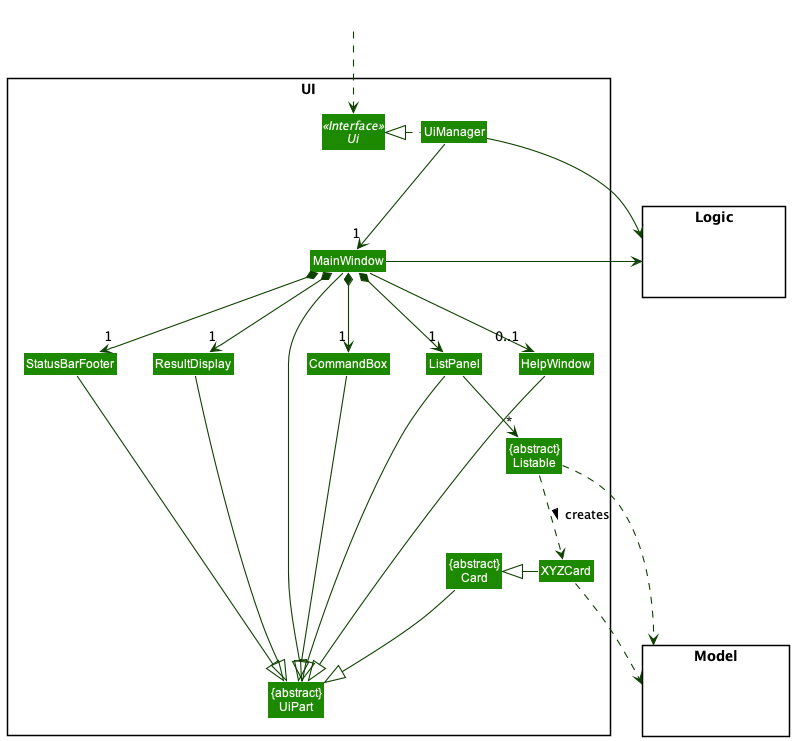 UI
«Interface»
Ui
UiManager
Logic
1
MainWindow
1
1
1
1
0..1
StatusBarFooter
ResultDisplay
CommandBox
ListPanel
HelpWindow
*
{abstract}
Listable
creates
{abstract}
Card
XYZCard
Model
{abstract}
UiPart